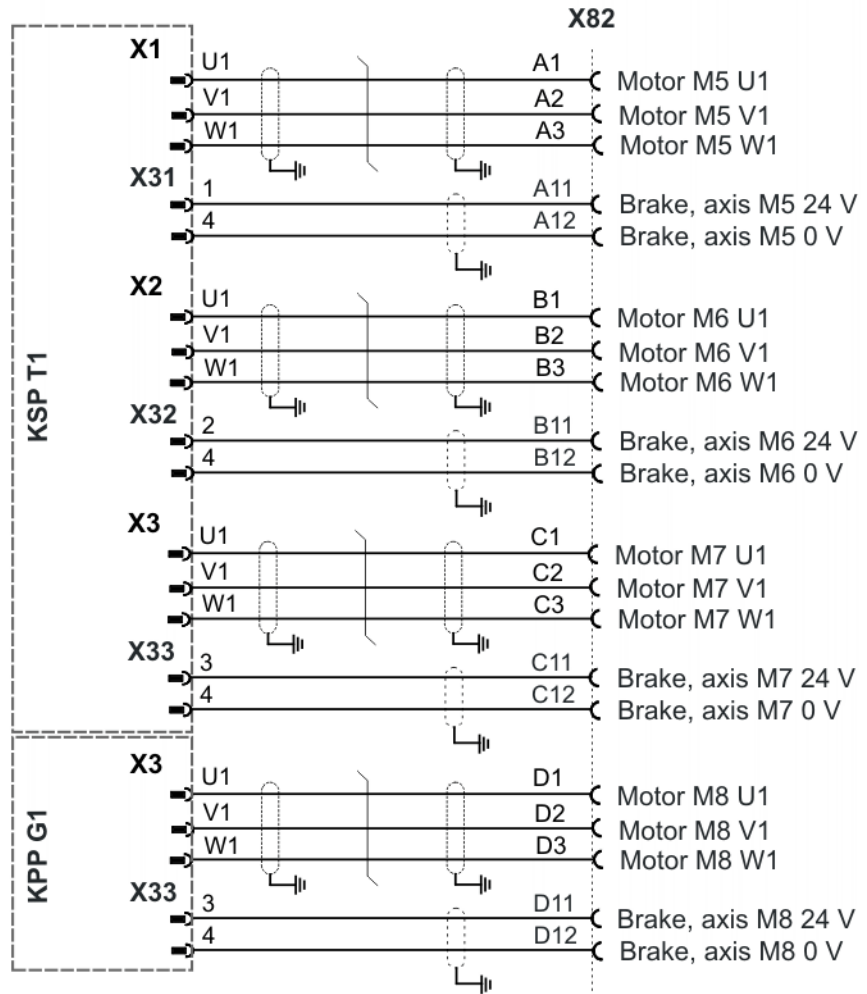 X82
X1
U1 A1 Motor M5 U1
V1 A2 Motor M5 V1
W1 A3 Motor M5 W1
X31
1 A11 Brake, axis M5 24 V
4 A12 Brake, axis M5 0 V
X2
U1 B1 Motor M6 U1
V1 B2 Motor M6 V1
W1 B3 Motor M6 W1
KSP T1
X32
2 B11 Brake, axis M6 24 V
4 B12 Brake, axis M6 0 V
X3
U1 C1 Motor M7 U1
V1 C2 Motor M7 V1
W1 C3 Motor M7 W1
X33
3 C11 Brake, axis M7 24 V
4 C12 Brake, axis M7 0 V
X3
U1 D1 Motor M8 U1
V1 D2 Motor M8 V1
W1 D3 Motor M8 W1
KPP G1
X33
3 D11 Brake, axis M8 24 V
4 D12 Brake, axis M8 0 V